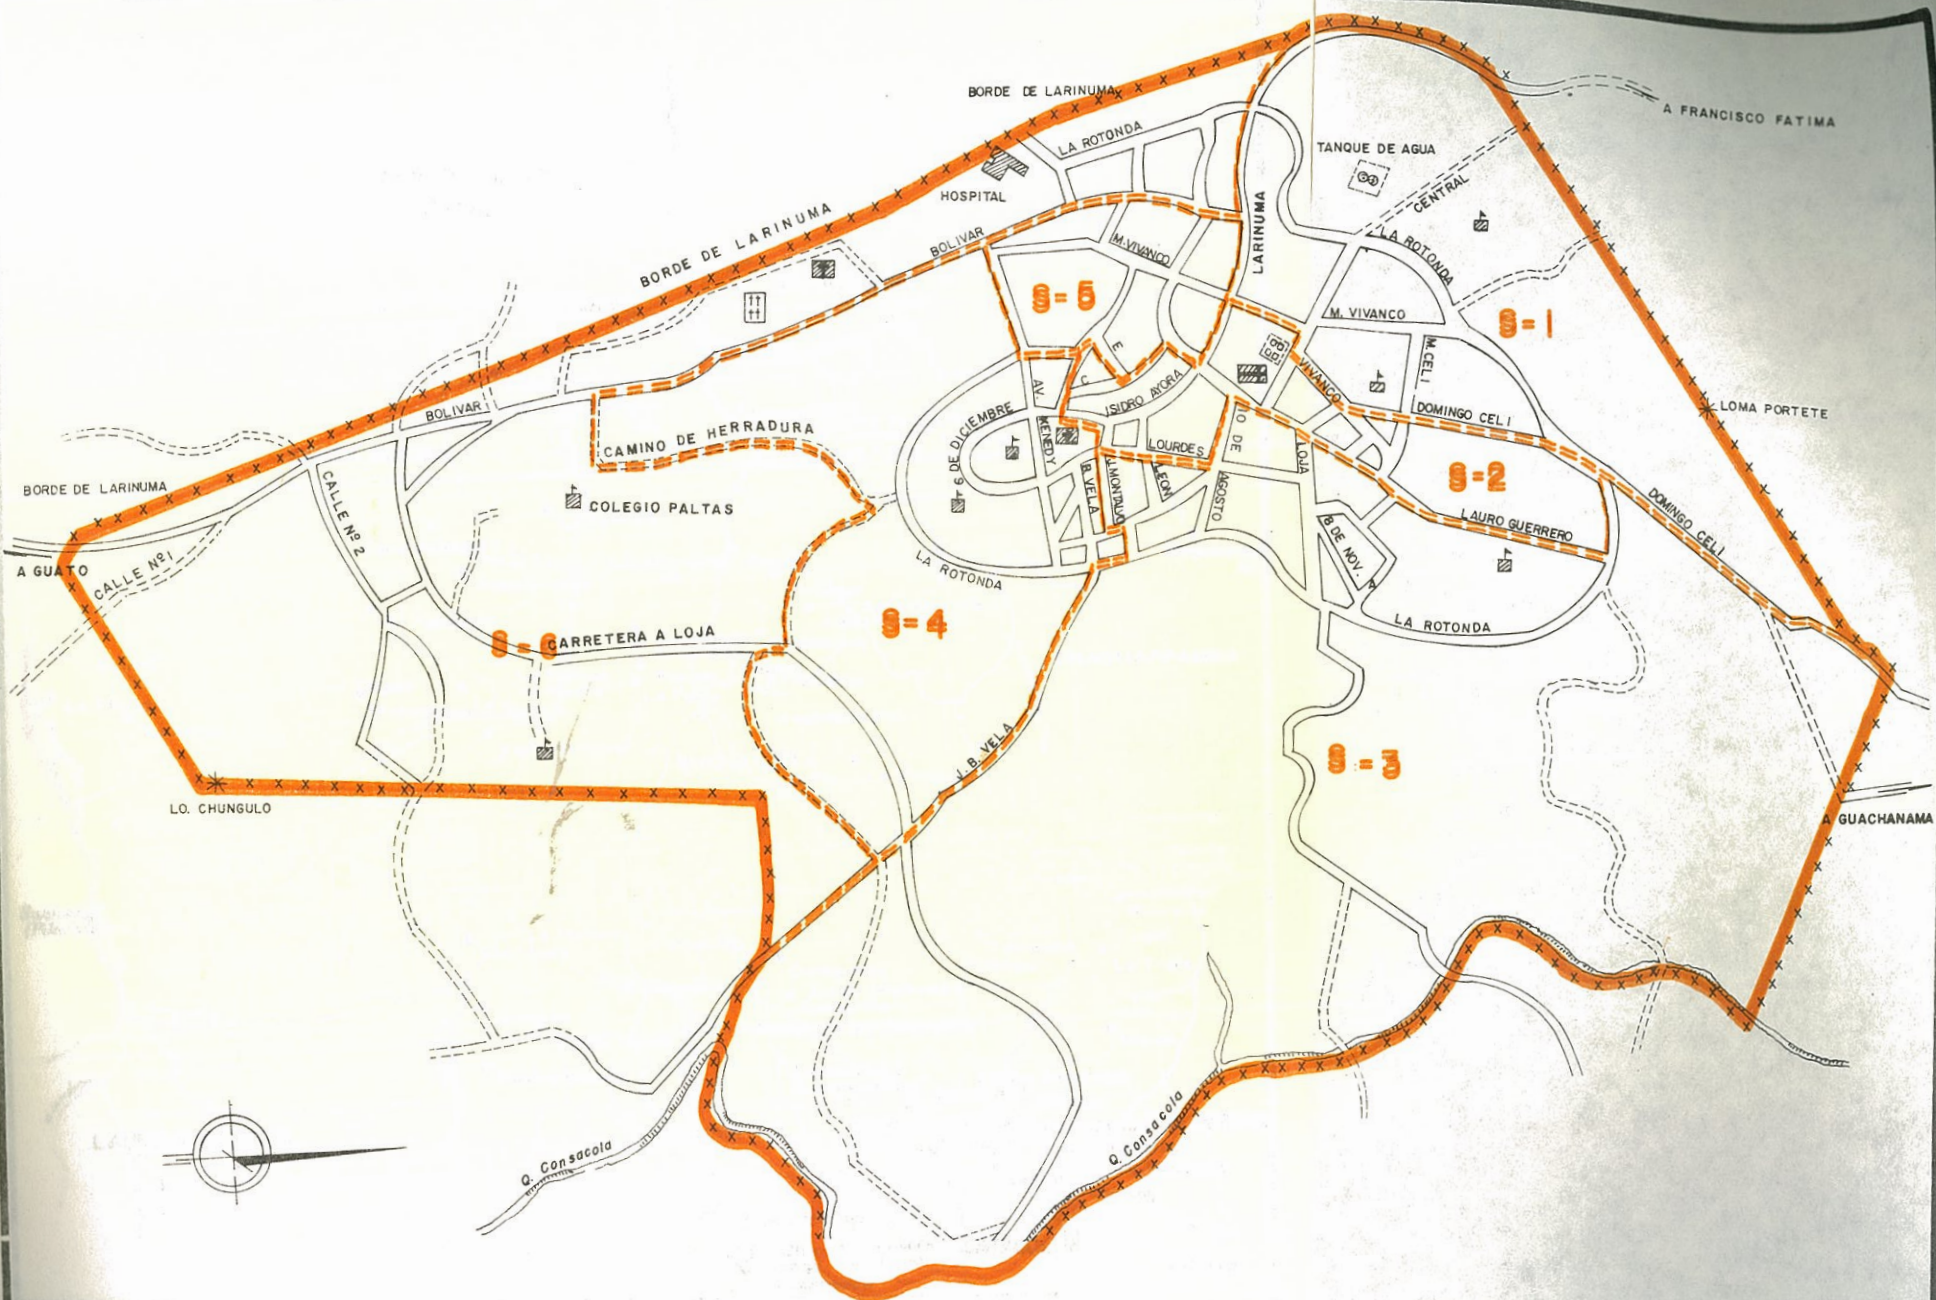 BORDE DE LARINUMA
A FRANCISCO FATIMA
LA ROTONDA
TANQUE DE AGUA
CENTRAL
HOSPITAL
BORDE DE LARINUMA
BOLIVAR
M. VIVANCO
LARINUMA
LA ROTONDA
S=5
M. VIVANCO
S=1
E
M. CELI
VIVANCO
C
ISIDRO AYORA
DOMINGO CELI
LOMA PORTETE
BOLIVAR
AV. KENEDY
6 DE DICIEMBRE
10 DE AGOSTO
LOJA
CAMINO DE HERRADURA
LOURDES
S=2
BORDE DE LARINUMA
CALLE Nº 2
COLEGIO PALTAS
B. VELA
J. MONTALVO
LEON
DOMINGO CELI
LAURO GUERRERO
8 DE NOV.
A
A GUATO
CALLE Nº 1
LA ROTONDA
S=4
LA ROTONDA
S=6
CARRETERA A LOJA
J. B. VELA
S=3
LO. CHUNGULO
A GUACHANAMA
Q. Consacola
Q. Consacola